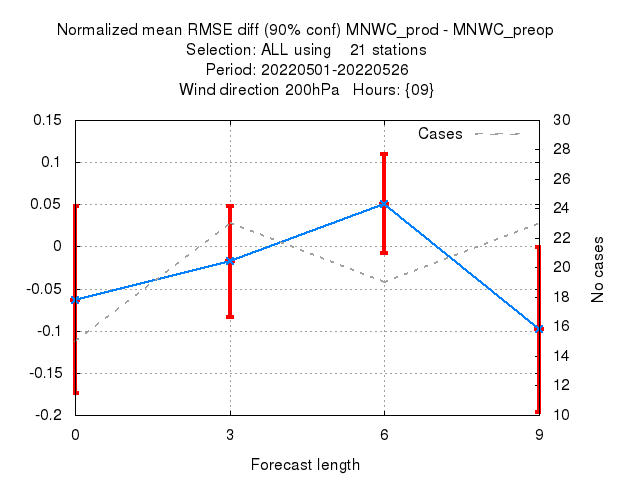 Normalized mean RMSE diff (90% conf) MNWC_prod - MNWC_preop
Selection: ALL using    21 stations
Period: 20220501-20220526
Wind direction 200hPa   Hours: {09}
Cases
0.15
0.1
0.05
0
-0.05
-0.1
-0.15
-0.2
30
28
26
24
22
20
18
16
14
12
10
No cases
0 3 6 9
Forecast length